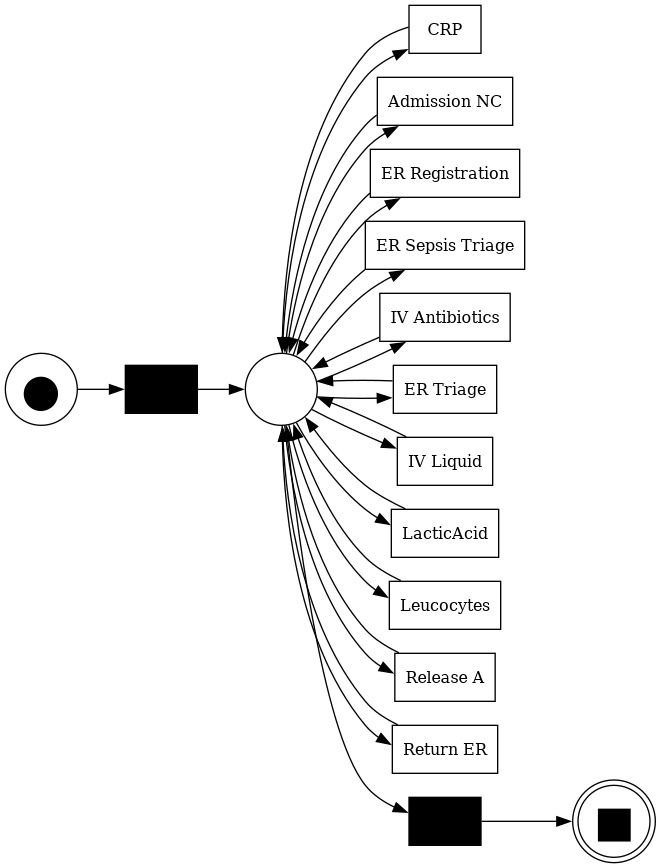 CRP
Admission NC
ER Registration
ER Sepsis Triage
IV Antibiotics
ER Triage
IV Liquid
LacticAcid
Leucocytes
Release A
Return ER